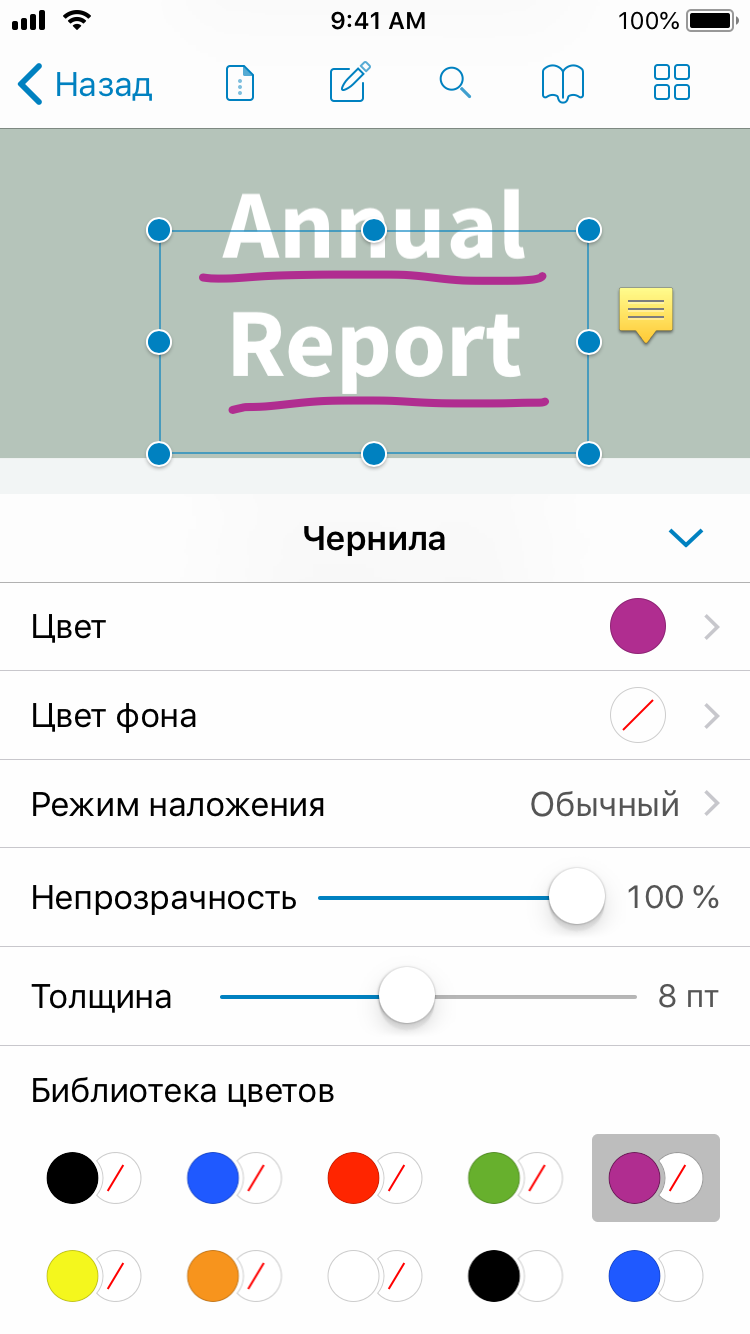 9:41 AM
100%
Назад
Annual
Report
Чернила
Цвет
Цвет фона
Режим наложения Обычный
Непрозрачность 100 %
Толщина 8 пт
Библиотека цветов